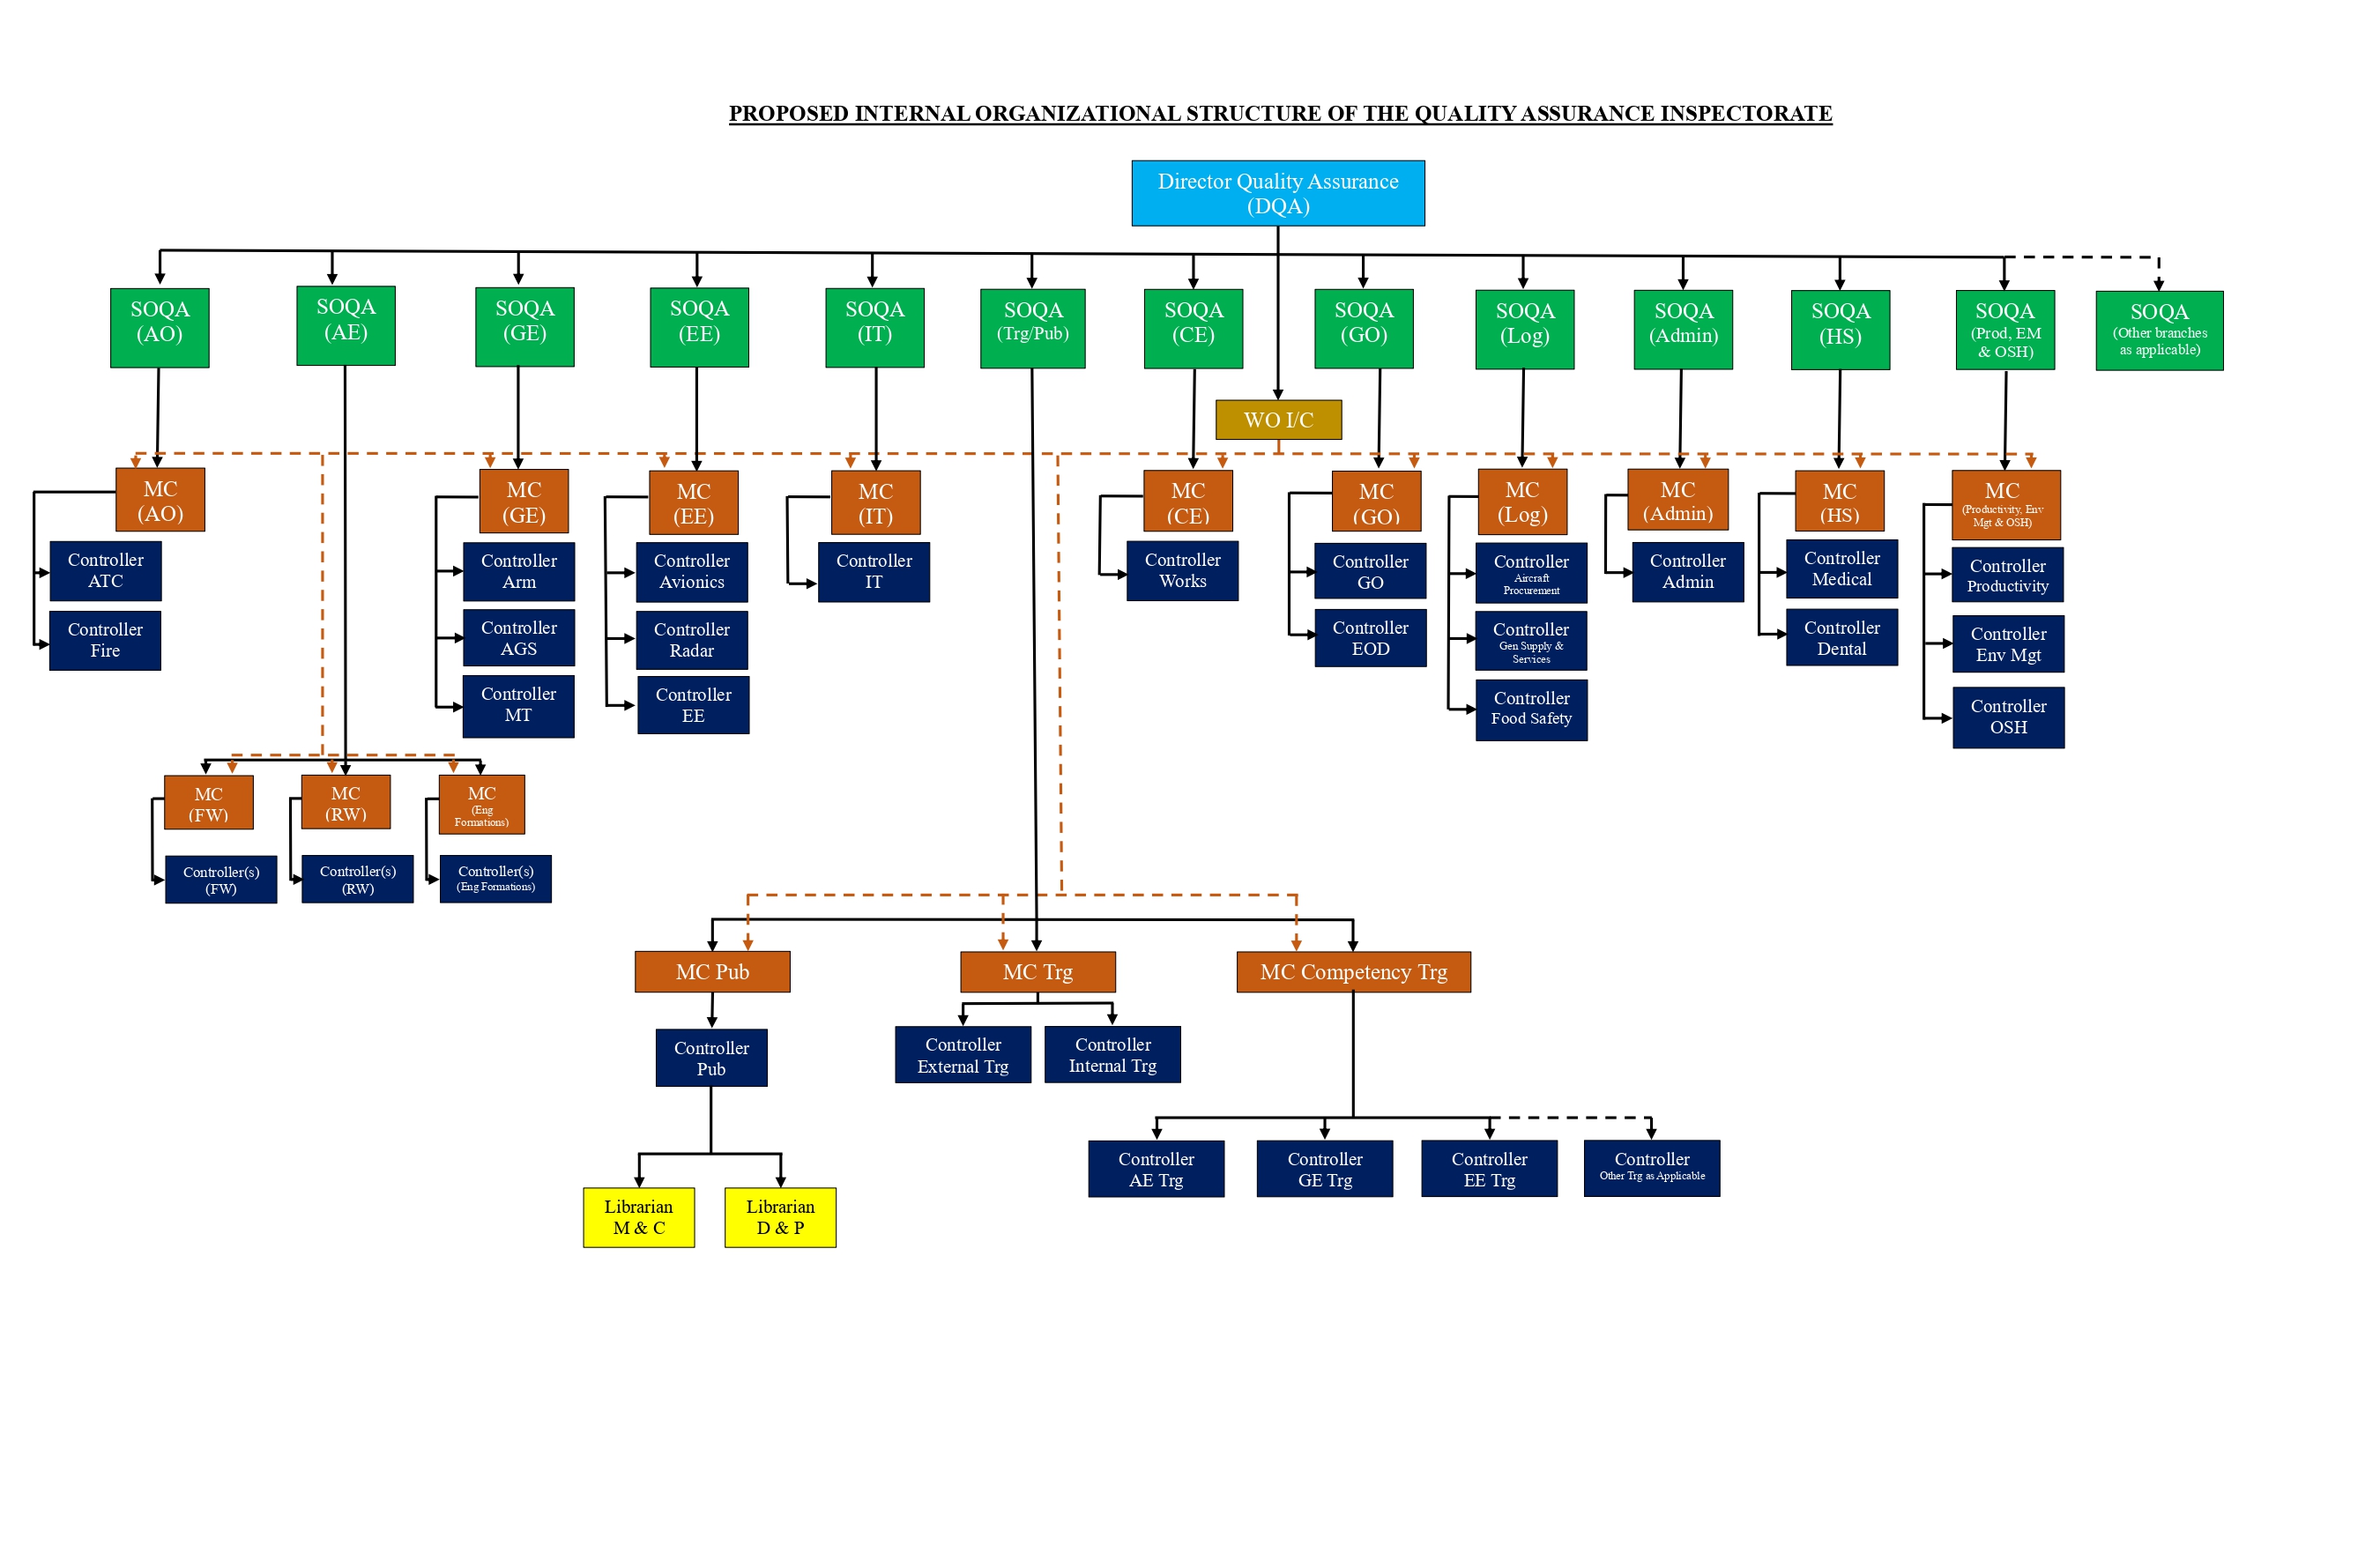 PROPOSED INTERNAL ORGANIZATIONAL STRUCTURE OF THE QUALITY ASSURANCE INSPECTORATE
Director Quality Assurance
(DQA)
SOQA
(AO)
SOQA
(AE)
SOQA
(GE)
SOQA
(EE)
SOQA
(IT)
SOQA
(Trg/Pub)
SOQA
(CE)
SOQA
(GO)
SOQA
(Log)
SOQA
(Admin)
SOQA
(HS)
SOQA
(Prod, EM
& OSH)
SOQA
(Other branches
as applicable)
WO I/C
MC
(AO)
MC
(GE)
MC
(EE)
MC
(IT)
MC
(CE)
MC
(GO)
MC
(Log)
MC
(Admin)
MC
(HS)
MC
(Productivity, Env
Mgt & OSH)
Controller
ATC
Controller
Fire
Controller
Arm
Controller
AGS
Controller
MT
Controller
Avionics
Controller
Radar
Controller
EE
Controller
IT
Controller
Works
Controller
GO
Controller
EOD
Controller
Aircraft
Procurement
Controller
Gen Supply &
Services
Controller
Food Safety
Controller
Admin
Controller
Medical
Controller
Dental
Controller
Productivity
Controller
Env Mgt
Controller
OSH
MC
(FW)
MC
(RW)
MC
(Eng
Formations)
Controller(s)
(FW)
Controller(s)
(RW)
Controller(s)
(Eng Formations)
MC Pub
MC Trg
MC Competency Trg
Controller
Pub
Controller
External Trg
Controller
Internal Trg
Controller
AE Trg
Controller
GE Trg
Controller
EE Trg
Controller
Other Trg as Applicable
Librarian
M & C
Librarian
D & P